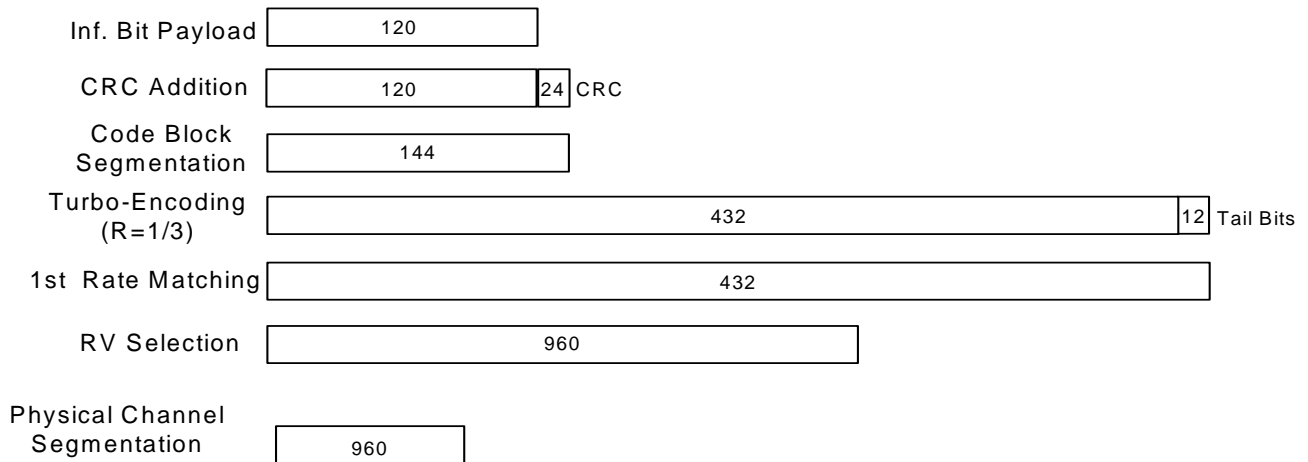 Inf. Bit Payload 120
CRC Addition 120 24 CRC
Code Block
Segmentation 144
Turbo-Encoding
(R=1/3) 432 12 Tail Bits
1st Rate Matching 432
RV Selection 960
Physical Channel
Segmentation 960